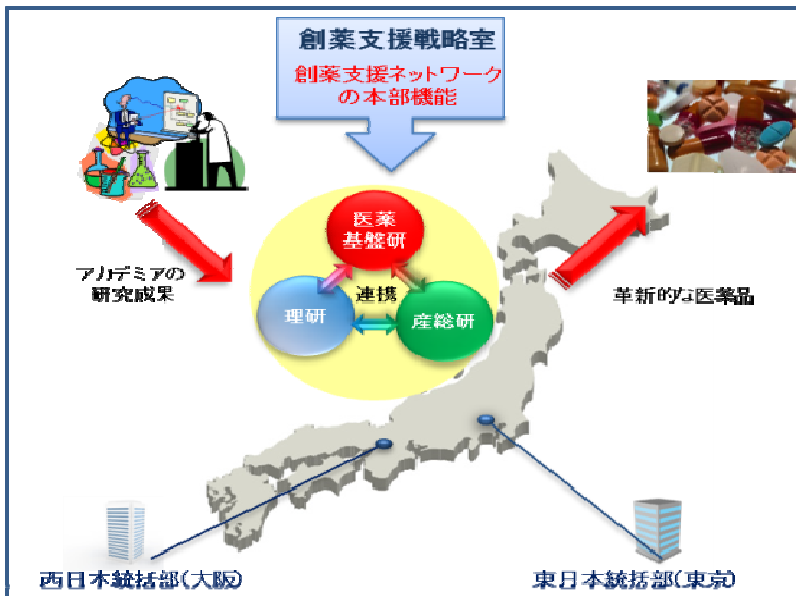 創薬支援戦略室
創薬支援ネットワーク
の本部機能
アカデミアの
研究成果
医薬
基盤研
連携
理研
産総研
革新的な医薬品
西日本統括部(大阪)
東日本統括部(東京)